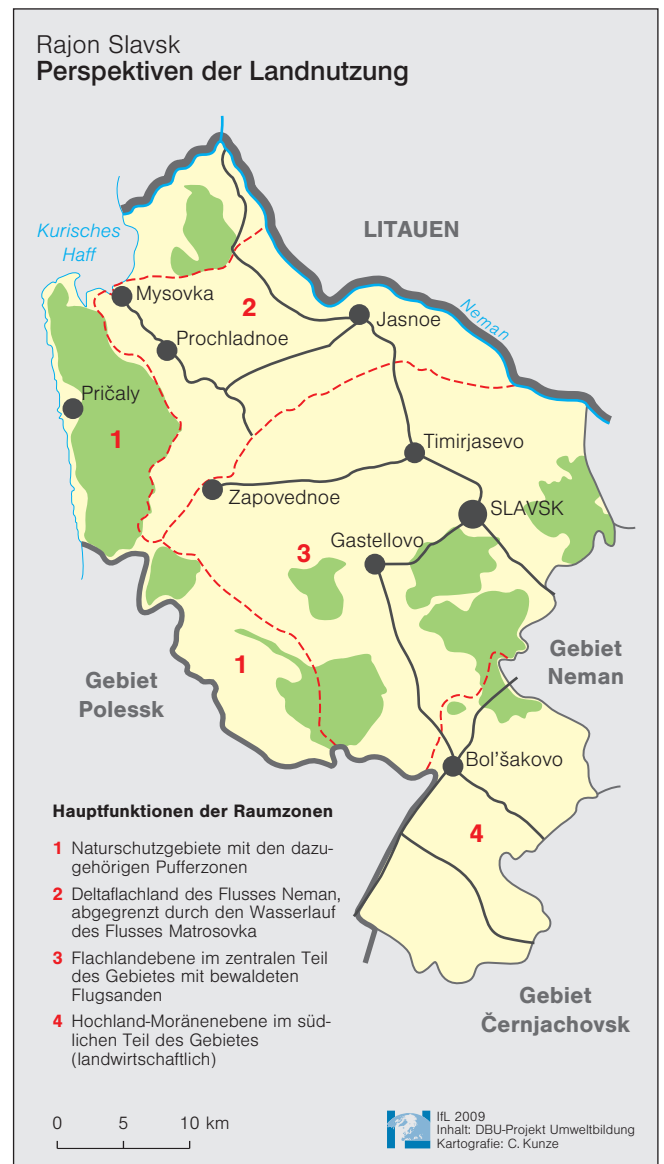 Rajon Slavsk
Perspektiven der Landnutzung
Kurisches
Haff
LITAUEN
Neman
Mysovka
2
Jasnoe
Prochladnoe
Pričaly
1
Timirjasevo
Zapovednoe
SLAVSK
Gastellovo
3
1
Gebiet
Polessk
Gebiet
Neman
Bol'šakovo
4
Gebiet
Černjachovsk
Hauptfunktionen der Raumzonen
1 Naturschutzgebiete mit den dazu-
gehörigen Pufferzonen
2 Deltaflachland des Flusses Neman,
abgegrenzt durch den Wasserlauf
des Flusses Matrosovka
3 Flachlandebene im zentralen Teil
des Gebietes mit bewaldeten
Flugsanden
4 Hochland-Moränenebene im süd-
lichen Teil des Gebietes
(landwirtschaftlich)
0 5 10 km
IfL 2009
Inhalt: DBU-Projekt Umweltbildung
Kartografie: C. Kunze